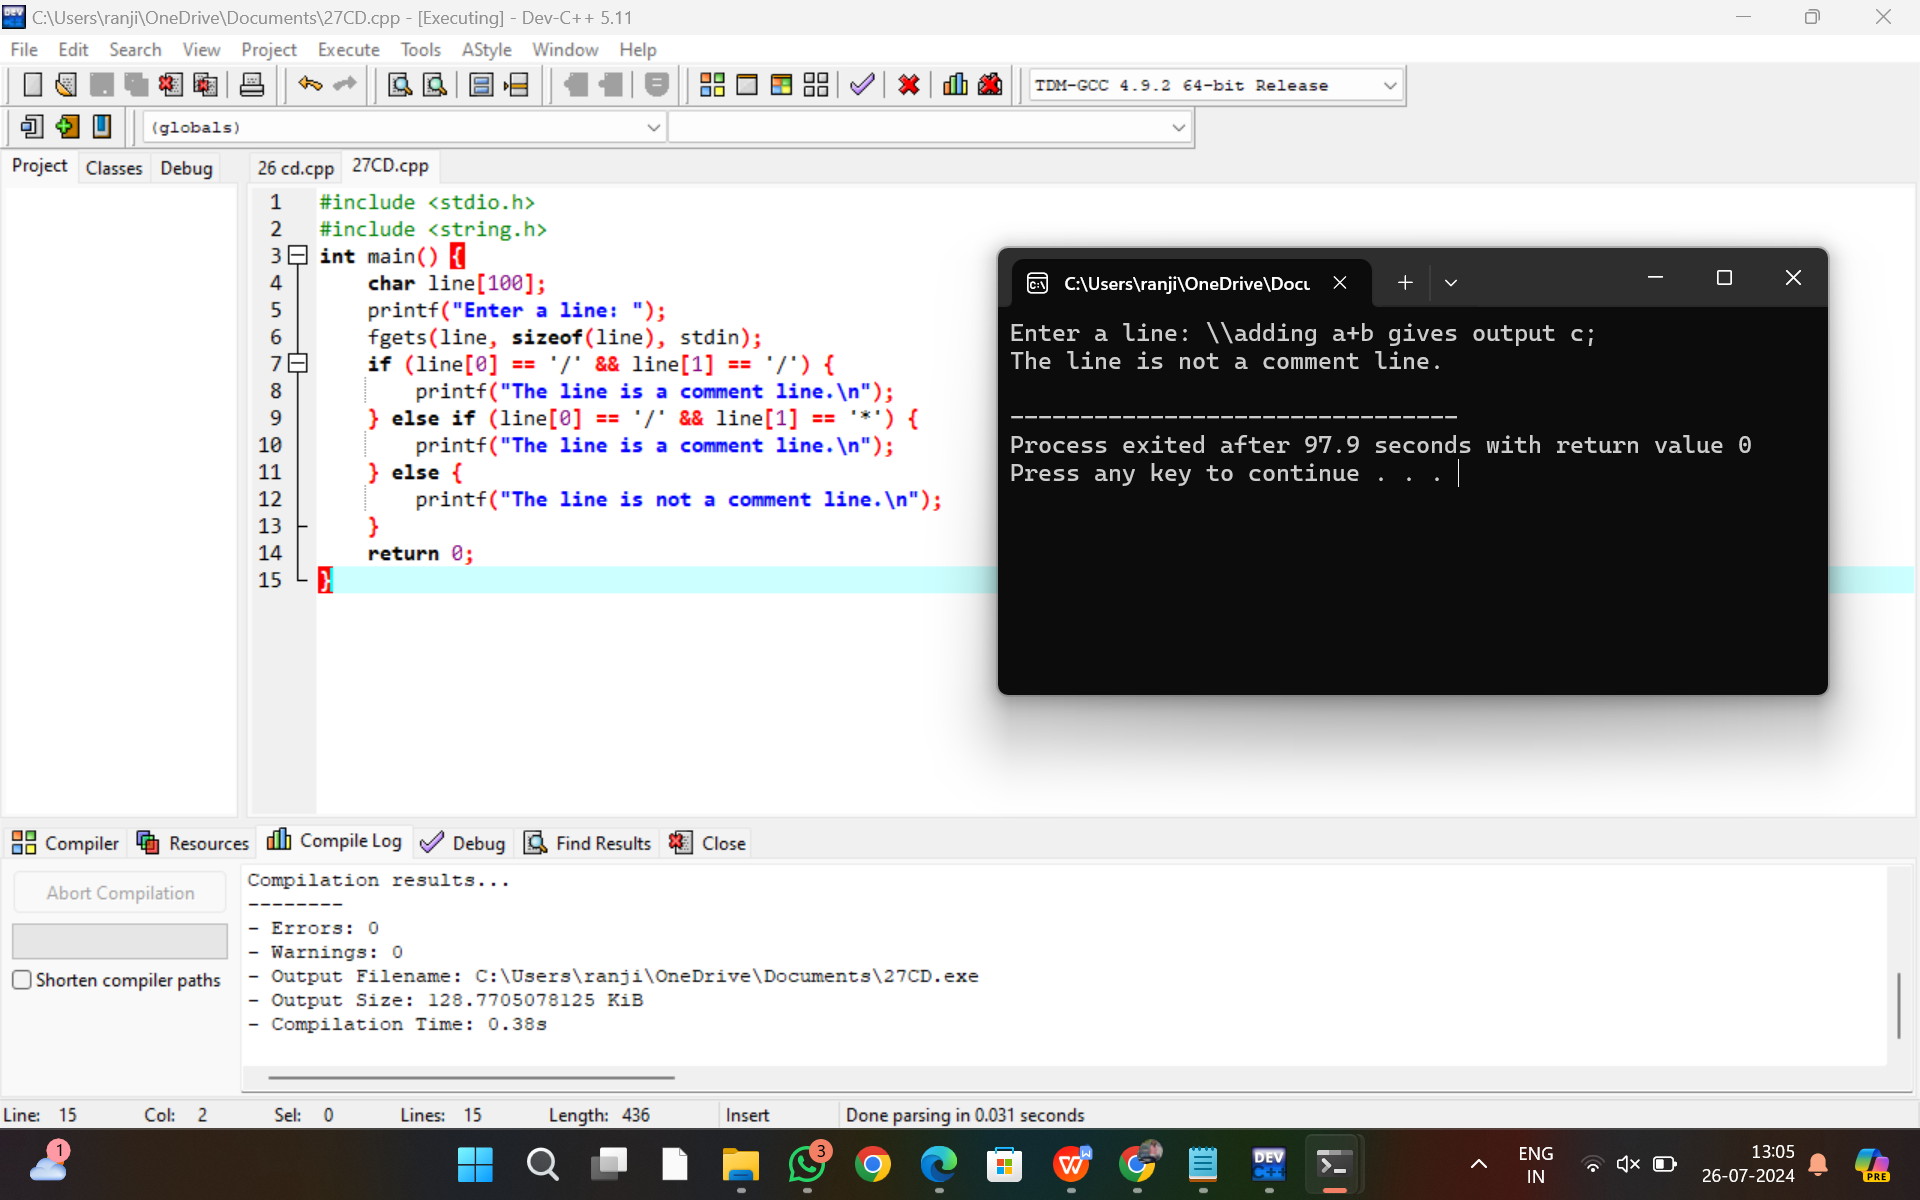 C:\Users\ranji\OneDrive\Documents\27CD.cpp - [Executing] - Dev-C++ 5.11
File Edit Search View Project Execute Tools AStyle Window Help
TDM-GCC 4.9.2 64-bit Release
(globals)
Project Classes Debug
26 cd.cpp 27CD.cpp
1 #include <stdio.h>
2 #include <string.h>
3 int main() {
4 char line[100];
5 printf("Enter a line: ");
6 fgets(line, sizeof(line), stdin);
7 if (line[0] == '/' && line[1] == '/') {
8 printf("The line is a comment line.\n");
9 } else if (line[0] == '/' && line[1] == '*') {
10 printf("The line is a comment line.\n");
11 } else {
12 printf("The line is not a comment line.\n");
13 }
14 return 0;
15 }
C:\Users\ranji\OneDrive\Docu
Enter a line: \\adding a+b gives output c;
The line is not a comment line.
--------------------------------
Process exited after 97.9 seconds with return value 0
Press any key to continue . . .
Compiler Resources Compile Log Debug Find Results Close
Abort Compilation
Shorten compiler paths
Compilation results...
--------
- Errors: 0
- Warnings: 0
- Output Filename: C:\Users\ranji\OneDrive\Documents\27CD.exe
- Output Size: 128.7705078125 KiB
- Compilation Time: 0.38s
Line: 15 Col: 2 Sel: 0 Lines: 15 Length: 436 Insert Done parsing in 0.031 seconds
1
3
DEV C++
ENG
IN
13:05
26-07-2024
PRE